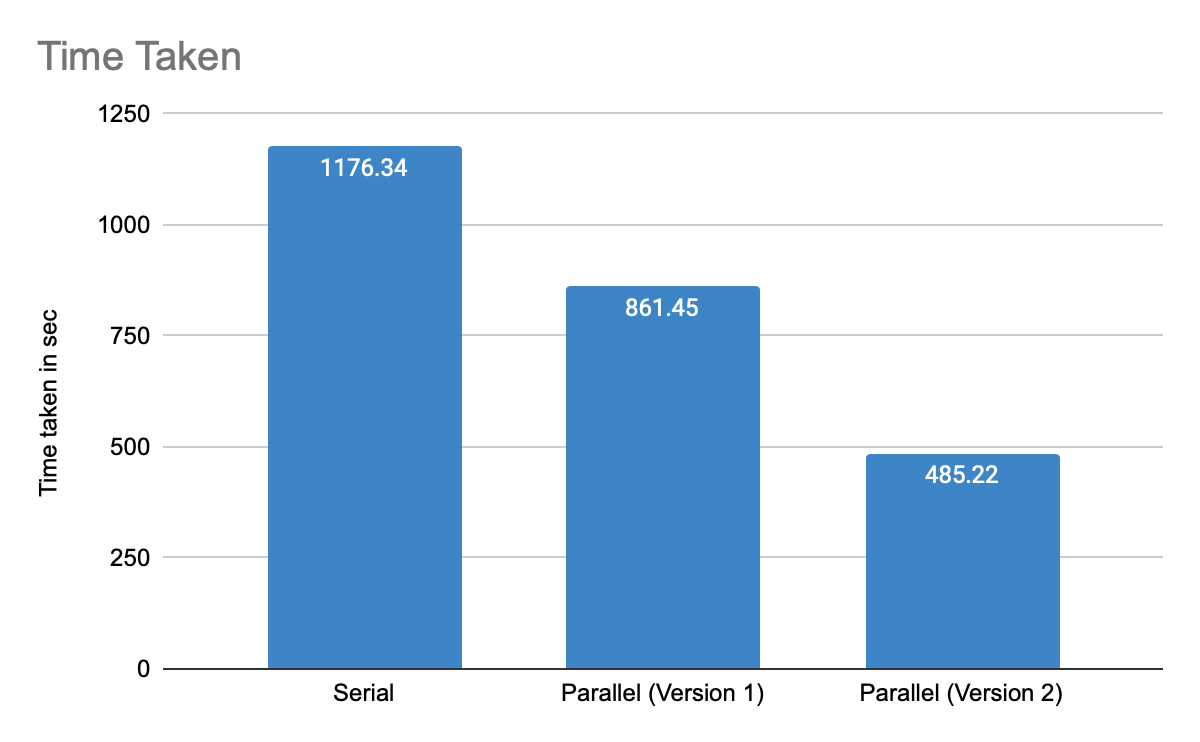 Time Taken
1250
1000
750
500
250
0
Time taken in sec
1176.34
861.45
485.22
Serial
Parallel (Version 1)
Parallel (Version 2)